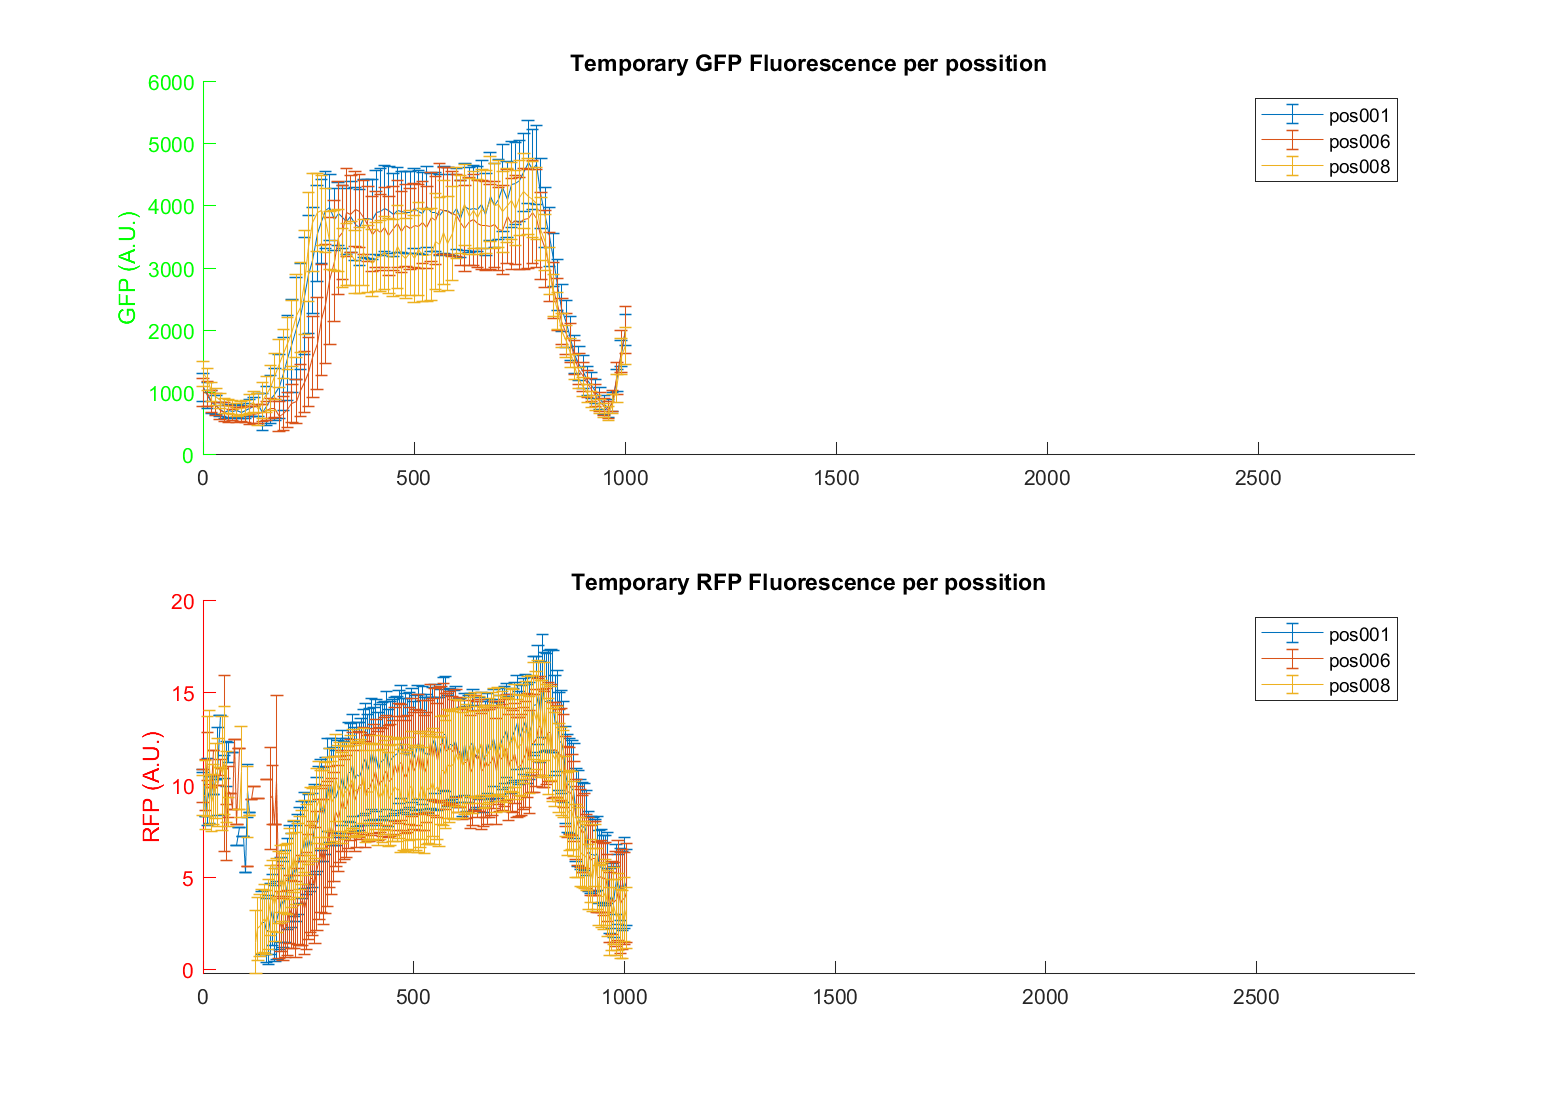 Temporary GFP Fluorescence per possition
GFP (A.U.)
6000
5000
4000
3000
2000
1000
0
0 500 1000 1500 2000 2500
pos001
pos006
pos008
Temporary RFP Fluorescence per possition
RFP (A.U.)
20
15
10
5
0
0 500 1000 1500 2000 2500
pos001
pos006
pos008